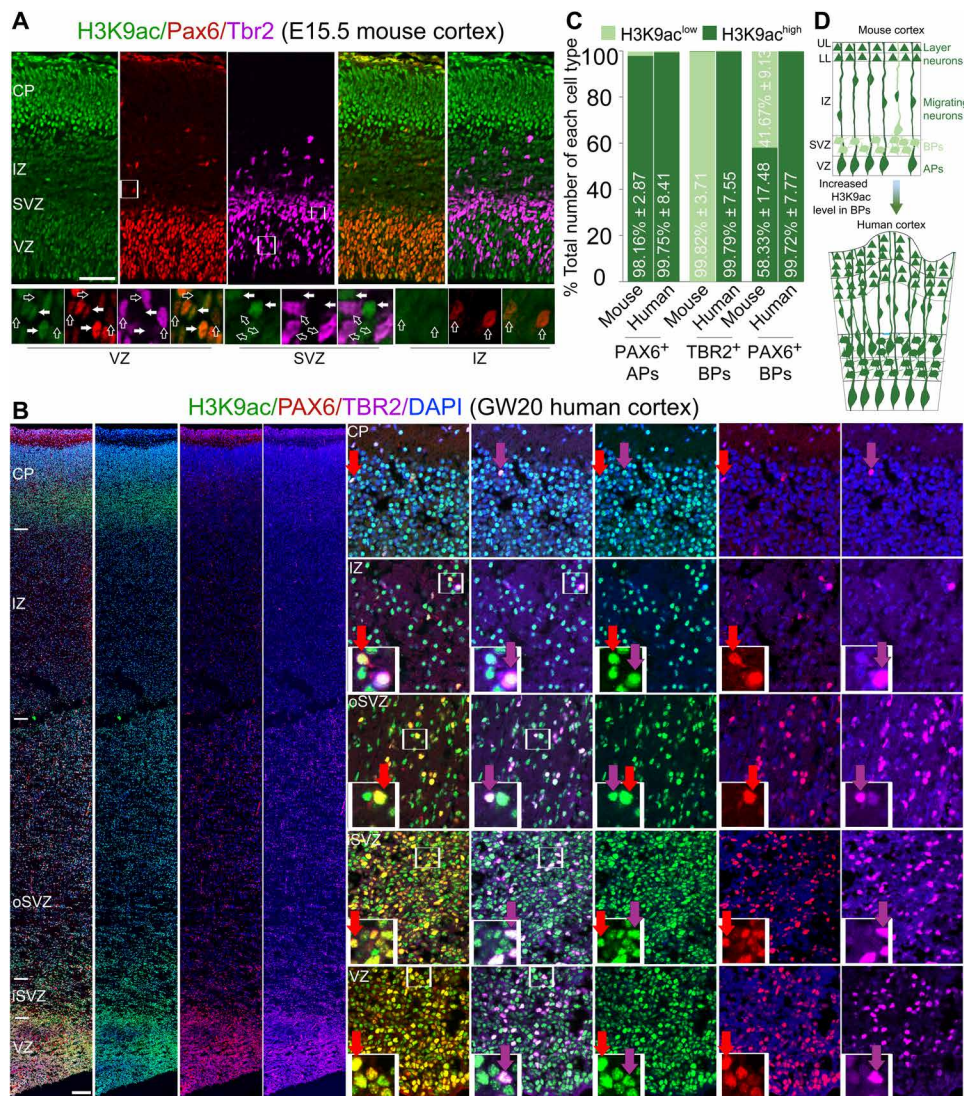 A
H3K9ac/Pax6/Tbr2 (E15.5 mouse cortex)
CP
IZ
SVZ
VZ
VZ
SVZ
IZ
C
H3K9ac^low H3K9ac^high
% Total number of each cell type
100
80
60
40
20
0
98.16% ± 2.87
99.75% ± 8.41
99.82% ± 3.71
99.79% ± 7.55
58.33% ± 17.48
41.67% ± 9.13
99.72% ± 7.77
Mouse
Human
Mouse
Human
Mouse
Human
PAX6+
APs
TBR2+
BPs
PAX6+
BPs
D
Mouse cortex
UL
LL
Layer
neurons
IZ
Migrating
neurons
SVZ
BPs
VZ
APs
Increased
H3K9ac
level in BPs
Human cortex
B
H3K9ac/PAX6/TBR2/DAPI (GW20 human cortex)
CP
IZ
oSVZ
iSVZ
VZ
CP
IZ
oSVZ
iSVZ
VZ